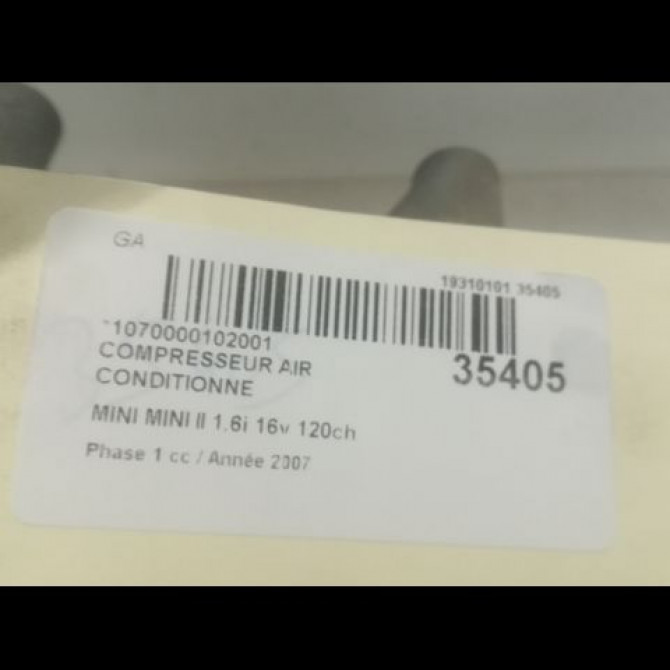 GA
19310101 35405
*1070000102001
35405
COMPRESSEUR AIR
CONDITIONNE
MINI MINI II 1.6i 16v 120ch
Phase 1 cc / Année 2007